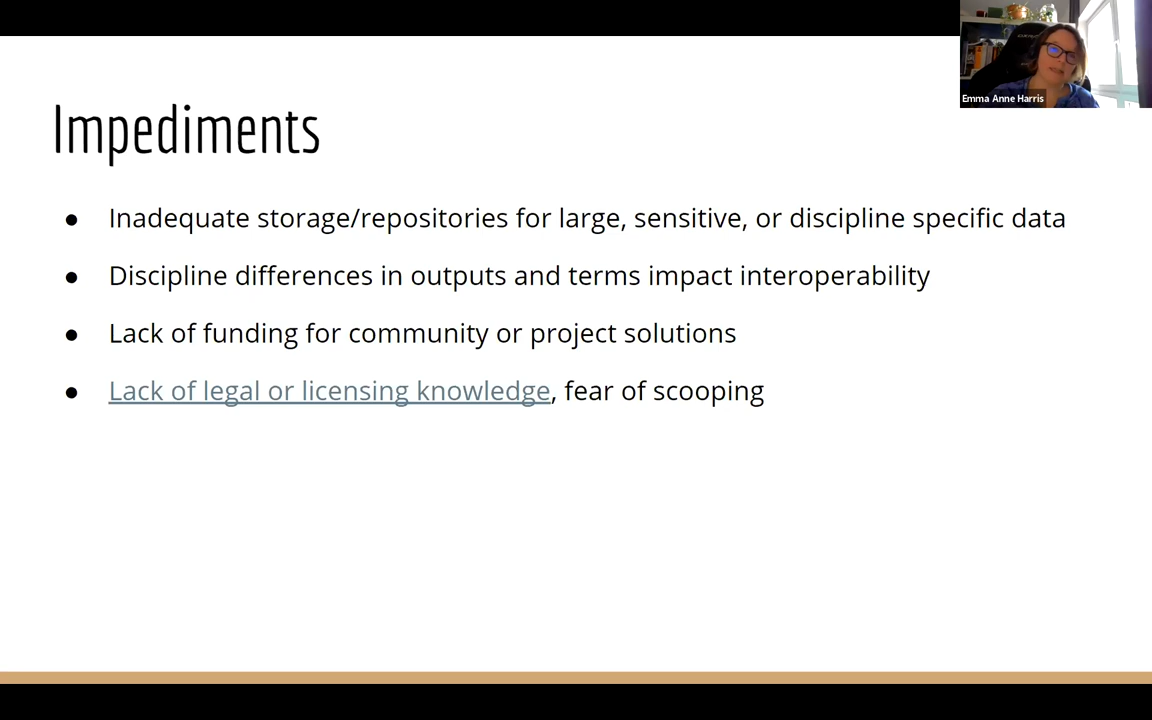 Impediments
● Inadequate storage/repositories for large, sensitive, or discipline specific data
● Discipline differences in outputs and terms impact interoperability
● Lack of funding for community or project solutions
● Lack of legal or licensing knowledge, fear of scooping
Emma Anne Harris